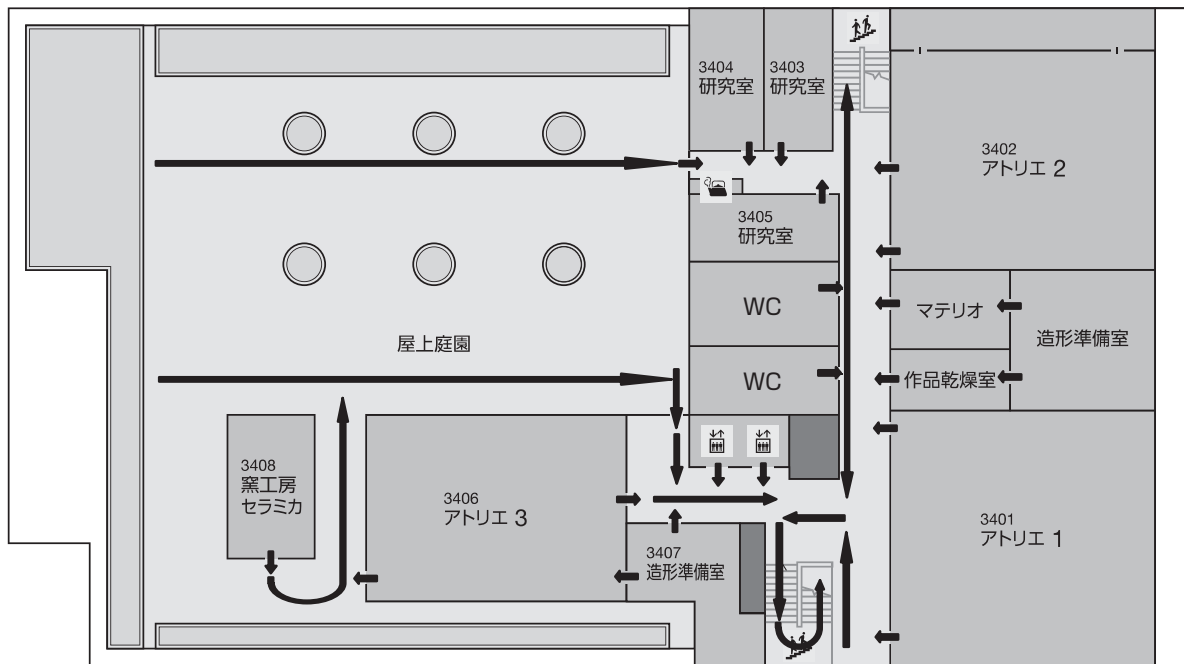 3404
研究室
3403
研究室
3402
アトリエ 2
3405
研究室
WC
マテリオ
造形準備室
屋上庭園
WC
作品乾燥室
3408
窯工房
セラミカ
3406
アトリエ 3
3407
造形準備室
3401
アトリエ 1